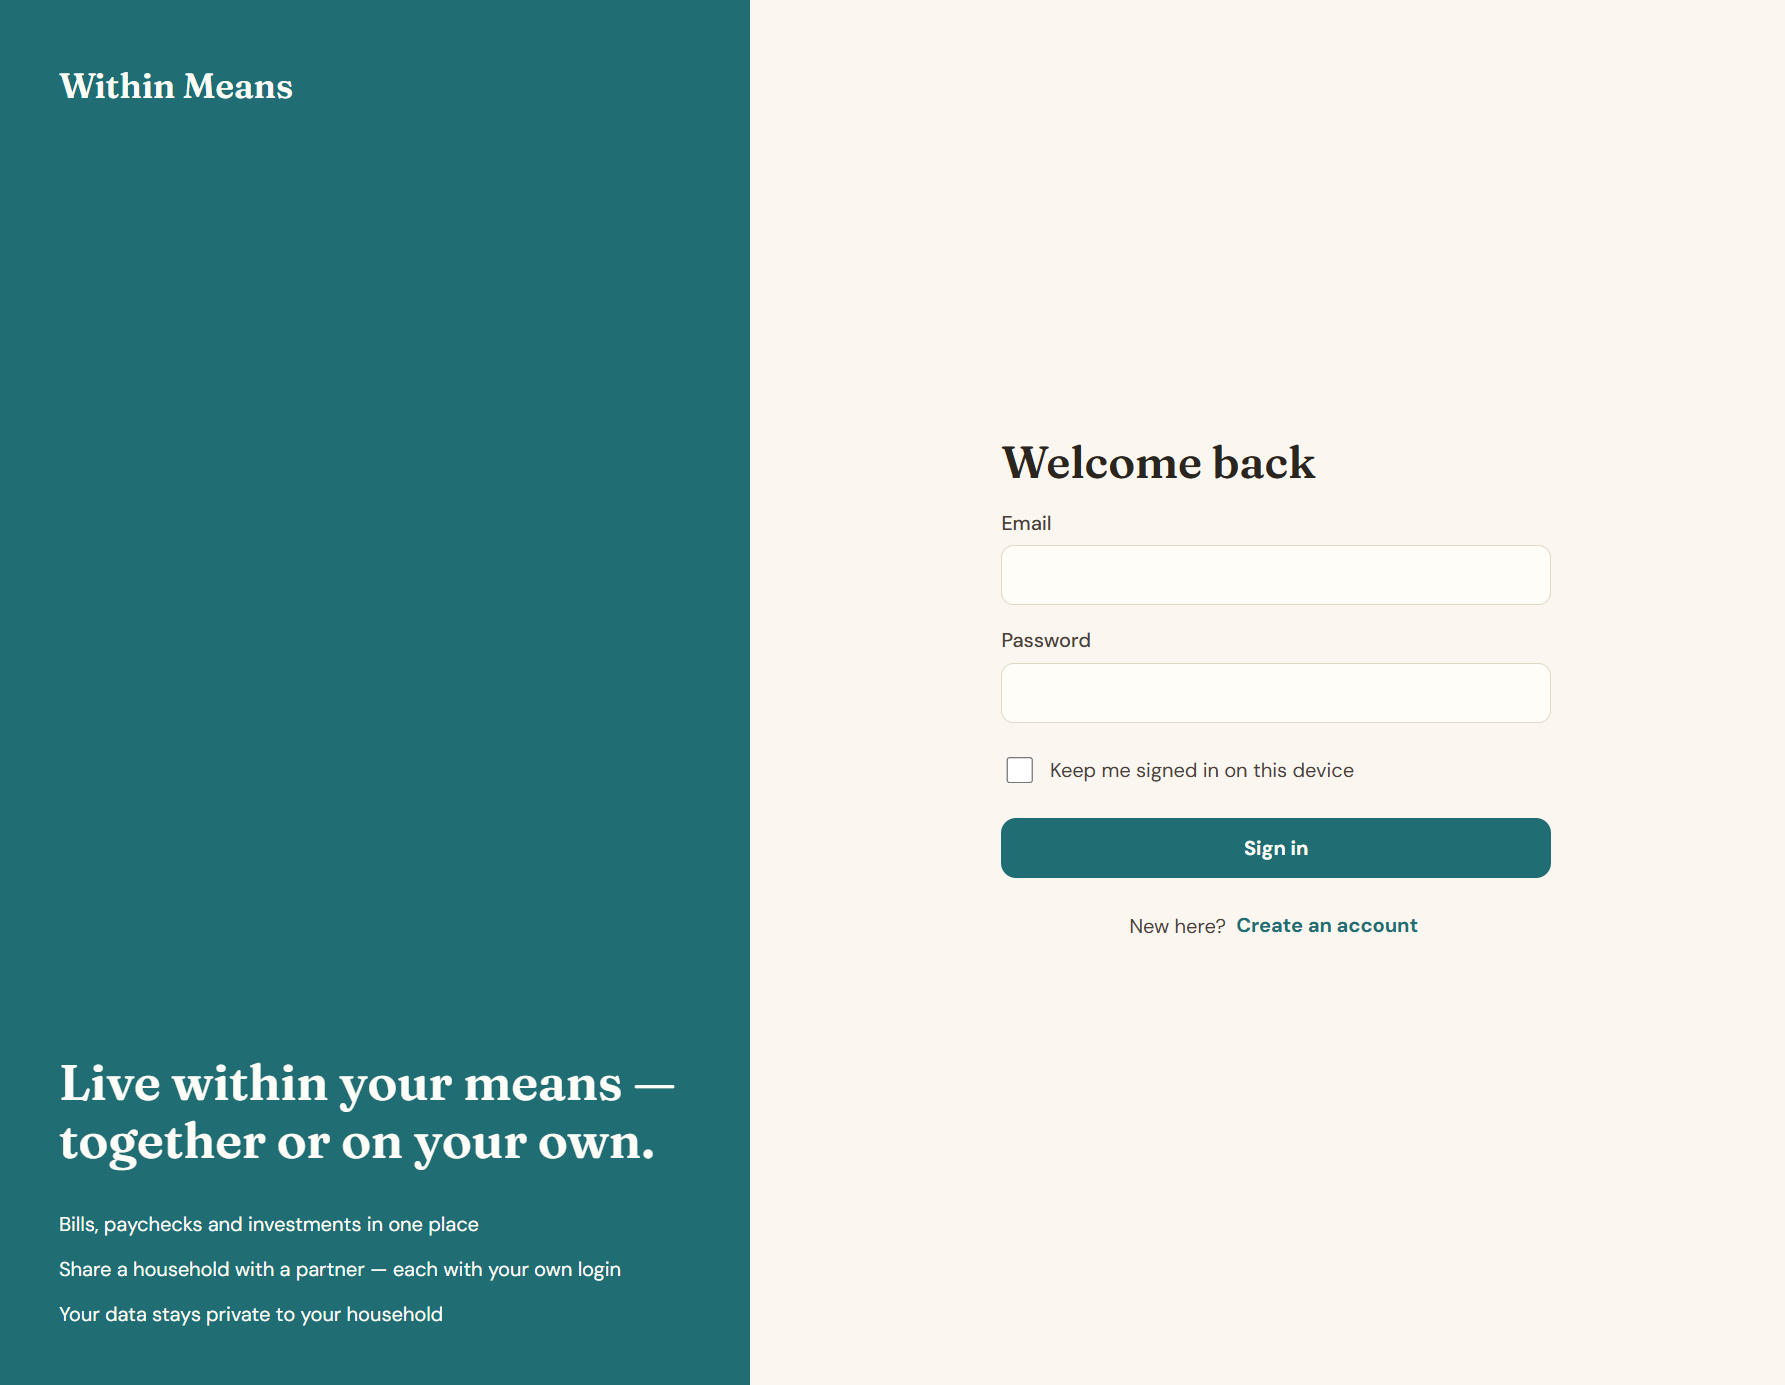 Within Means
Live within your means —
together or on your own.
Bills, paychecks and investments in one place
Share a household with a partner — each with your own login
Your data stays private to your household
Welcome back
Email
Password
Keep me signed in on this device
Sign in
New here? Create an account